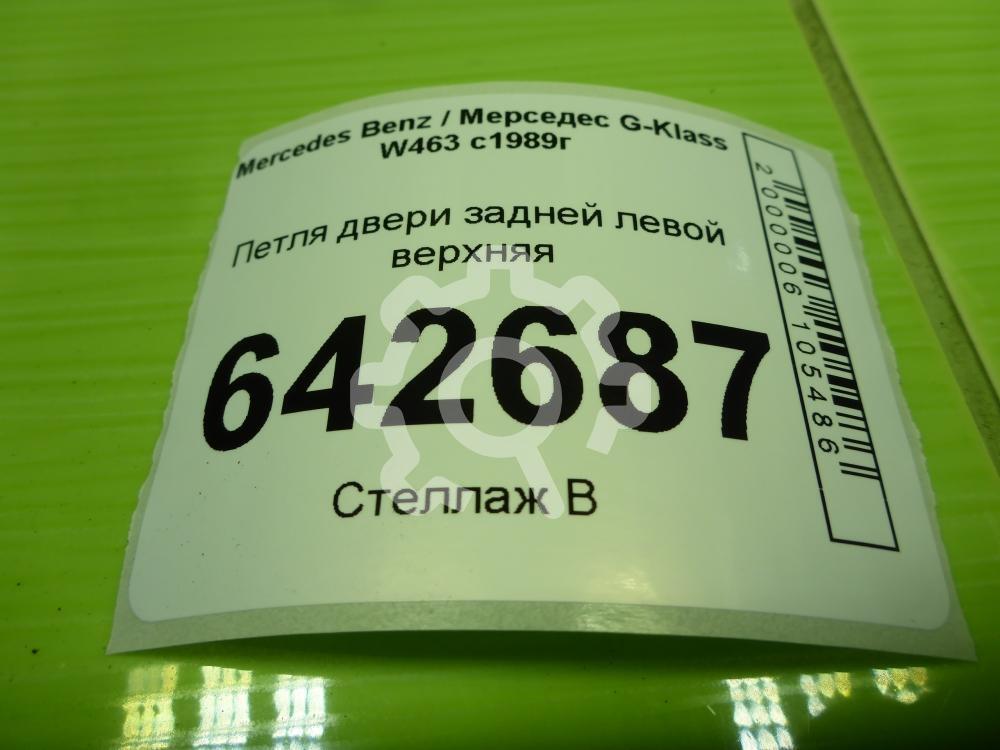 Mercedes Benz / Мерседес G-Klass
W463 с1989г
Петля двери задней левой
верхняя
642687
Стеллаж В
2000006105486